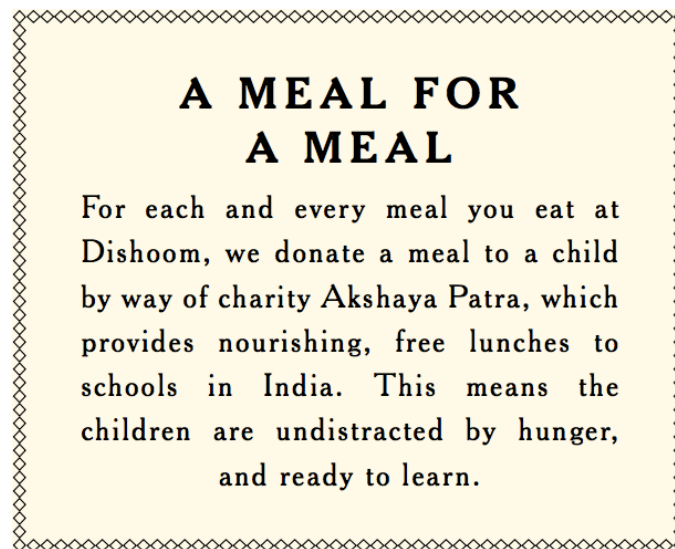 A MEAL FOR
A MEAL
For each and every meal you eat at
Dishoom, we donate a meal to a child
by way of charity Akshaya Patra, which
provides nourishing, free lunches to
schools in India. This means the
children are undistracted by hunger,
and ready to learn.